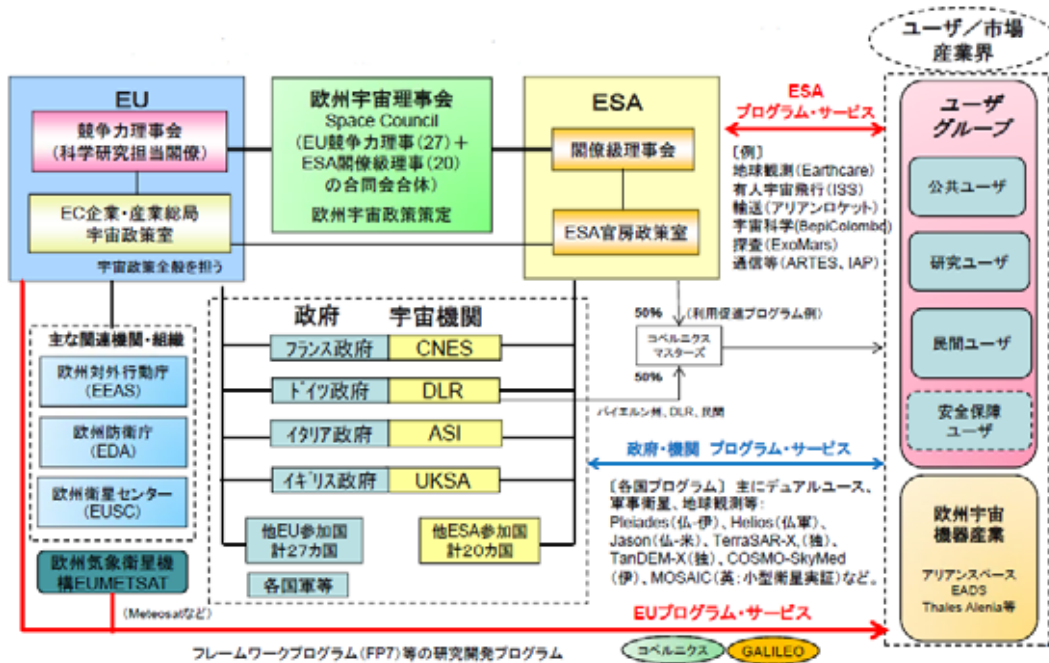 ユーザ／市場
産業界
EU
競争力理事会
(科学研究担当閣僚)
EC企業・産業総局
宇宙政策室
宇宙政策全般を担う
欧州宇宙理事会
Space Council
(EU競争力理事(27)＋
ESA閣僚級理事(20)
の合同会合体)
欧州宇宙政策策定
ESA
閣僚級理事会
ESA官房政策室
ESA
プログラム・サービス
〔例〕
地球観測(Earthcare)
有人宇宙飛行(ISS)
輸送(アリアンロケット)
宇宙科学(BepiColombo)
探査(ExoMars)
通信等(ARTES、IAP)
ユーザ
グループ
公共ユーザ
研究ユーザ
民間ユーザ
安全保障
ユーザ
主な関連機関・組織
欧州対外行動庁
(EEAS)
欧州防衛庁
(EDA)
欧州衛星センター
(EUSC)
欧州気象衛星機
構EUMETSAT
(Meteosatなど)
政府 宇宙機関
フランス政府 CNES
ドイツ政府 DLR
イタリア政府 ASI
イギリス政府 UKSA
他EU参加国
計27カ国
他ESA参加国
計20カ国
各国軍等
50% (利用促進プログラム例)
コペルニクス
マスターズ
50%
バイエルン州、DLR、民間
政府・機関 プログラム・サービス
〔各国プログラム〕主にデュアルユース、
軍事衛星、地球観測等:
Pleiades(仏-伊)、Helios(仏軍)、
Jason(仏-米)、TerraSAR-X,(独)、
TanDEM-X(独)、COSMO-SkyMed
(伊)、MOSAIC(英:小型衛星実証)など。
EUプログラム・サービス
欧州宇宙
機器産業
アリアンスペース
EADS
Thales Alenia等
フレームワークプログラム(FP7)等の研究開発プログラム
コペルニクス
GALILEO